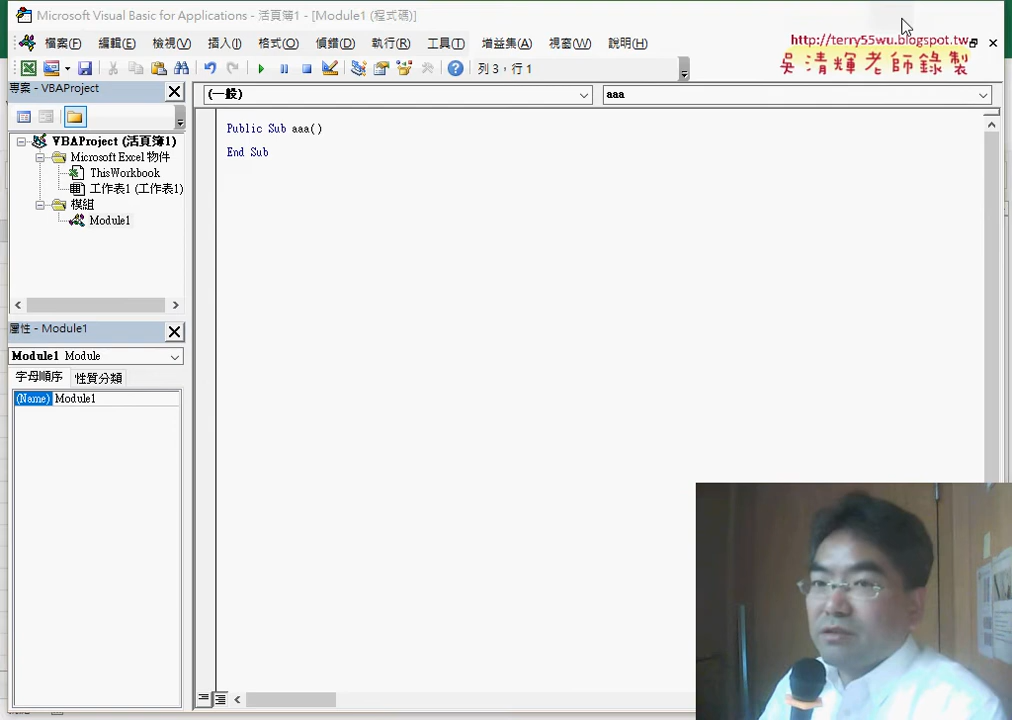 Microsoft Visual Basic for Applications - 活頁簿1 - [Module1 (程式碼)]
檔案(F) 編輯(E) 檢視(V) 插入(I) 格式(O) 偵錯(D) 執行(R) 工具(T) 增益集(A) 視窗(W) 說明(H)
http://terry55wu.blogspot.tw
吳清輝老師錄製
列 3，行 1
專案 - VBAProject
(一般)
aaa
Public Sub aaa()
End Sub
VBAProject (活頁簿1)
Microsoft Excel 物件
ThisWorkbook
工作表1 (工作表1)
模組
Module1
屬性 - Module1
Module1 Module
字母順序 性質分類
(Name) Module1